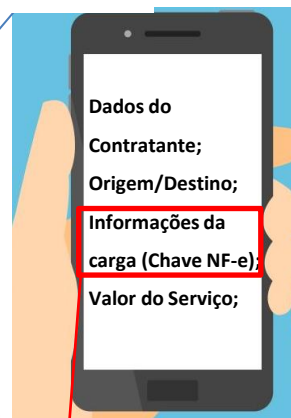 Dados do
Contratante;
Origem/Destino;
Informações da
carga (Chave NF-e);
Valor do Serviço;